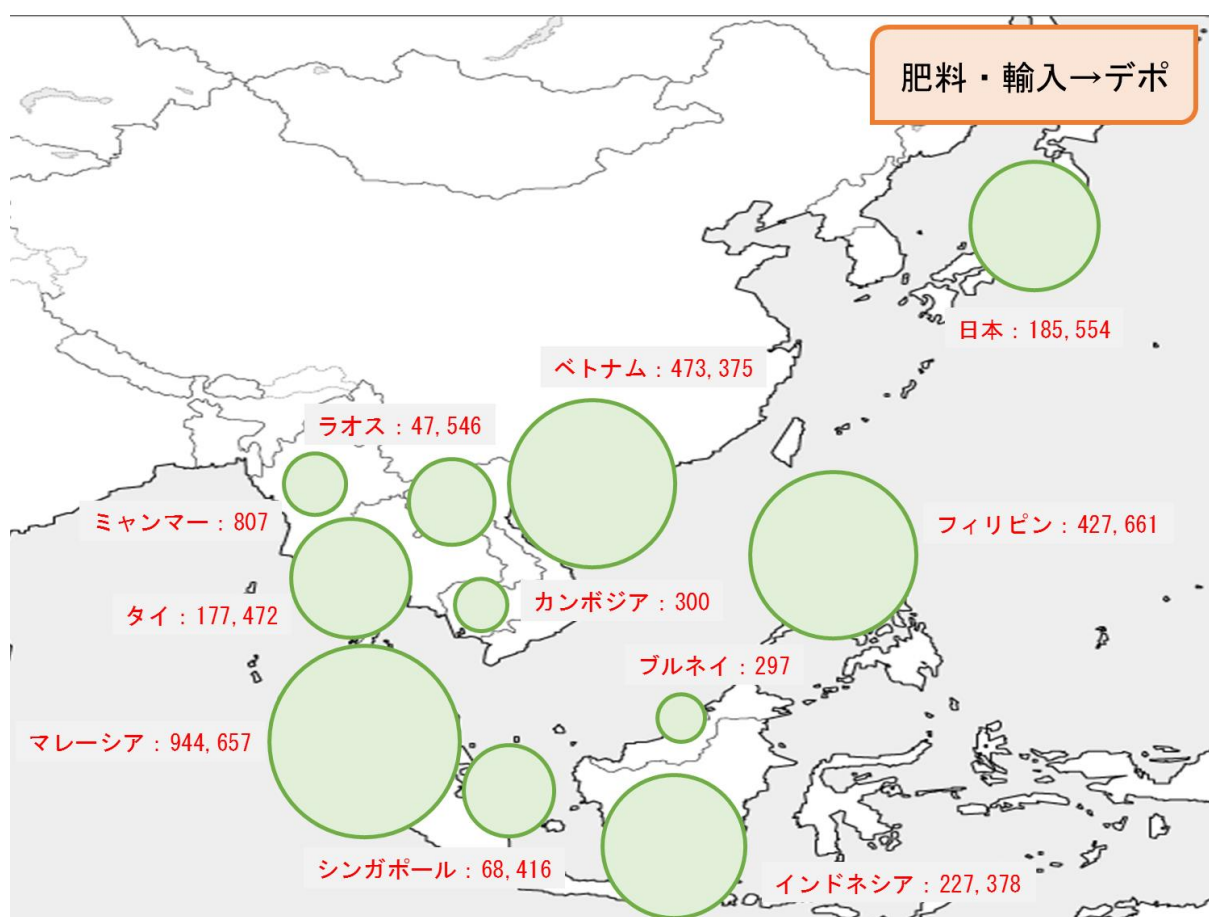 肥料・輸入→デポ
日本：185,554
ベトナム：473,375
ラオス：47,546
ミャンマー：807
フィリピン：427,661
カンボジア：300
タイ：177,472
ブルネイ：297
マレーシア：944,657
シンガポール：68,416
インドネシア：227,378